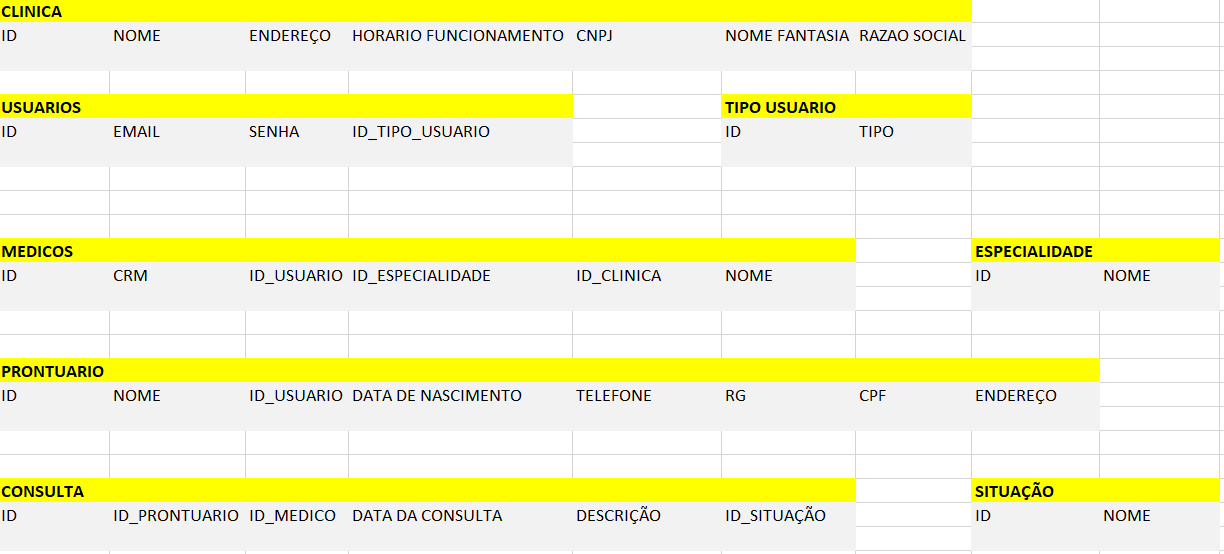 CLINICA
ID NOME ENDEREÇO HORARIO FUNCIONAMENTO CNPJ NOME FANTASIA RAZAO SOCIAL
USUARIOS TIPO USUARIO
ID EMAIL SENHA ID_TIPO_USUARIO ID TIPO
MEDICOS ESPECIALIDADE
ID CRM ID_USUARIO ID_ESPECIALIDADE ID_CLINICA NOME ID NOME
PRONTUARIO
ID NOME ID_USUARIO DATA DE NASCIMENTO TELEFONE RG CPF ENDEREÇO
CONSULTA SITUAÇÃO
ID ID_PRONTUARIO ID_MEDICO DATA DA CONSULTA DESCRIÇÃO ID_SITUAÇÃO ID NOME